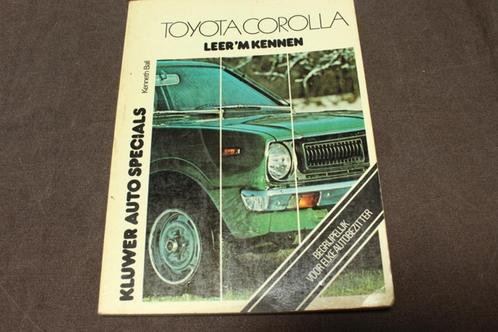 TOYOTA COROLLA
LEER'M KENNEN
KLUWER AUTO SPECIALS
Kenneth Ball
BEGRIJPELIJK
VOOR ELKE AUTOBEZITTER